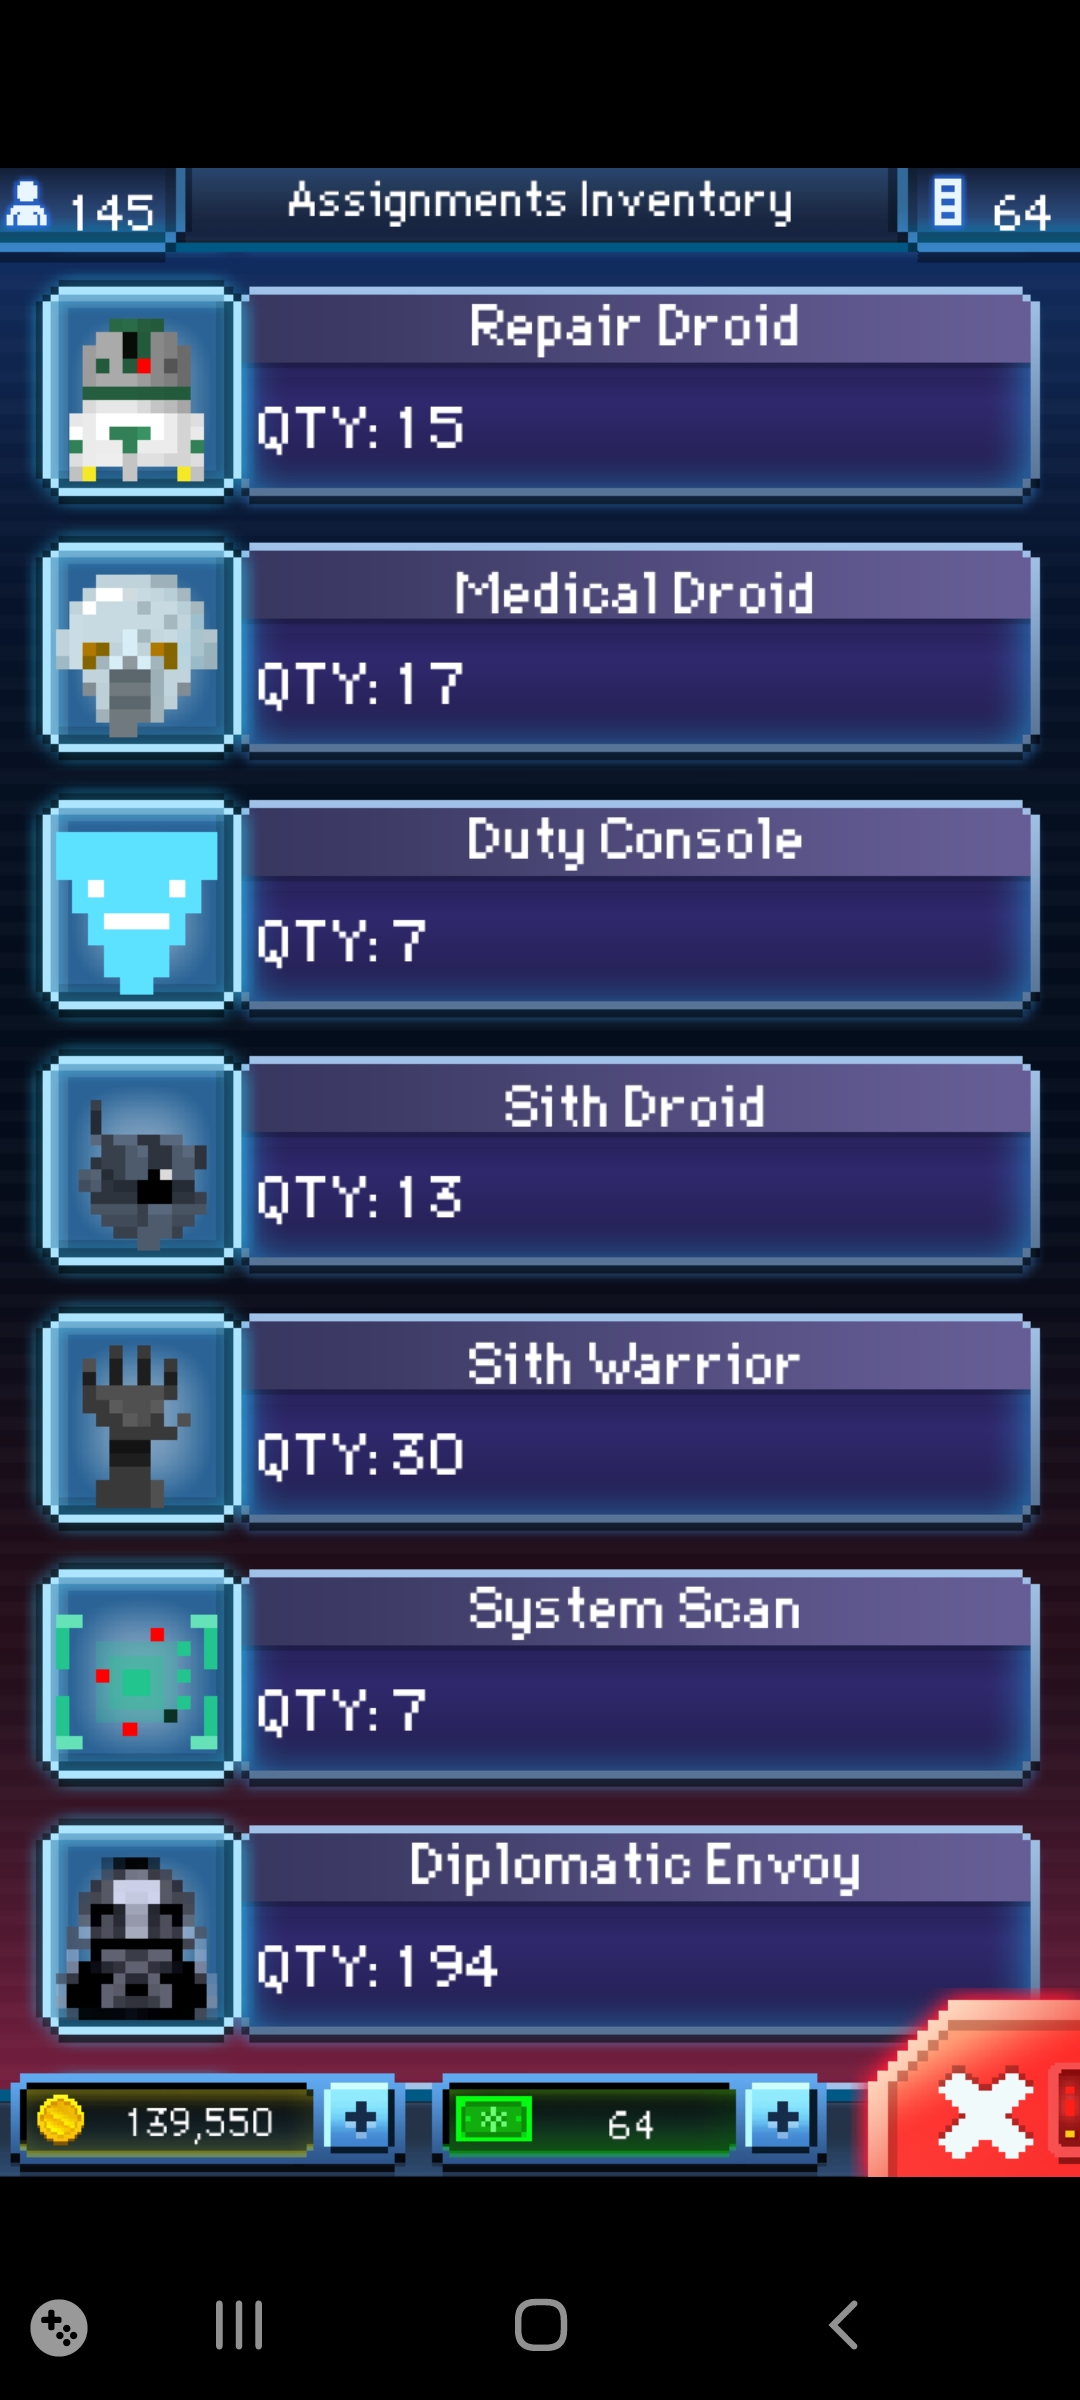 145
Assignments Inventory
64
Repair Droid
QTY: 15
Medical Droid
QTY: 17
Duty Console
QTY: 7
Sith Droid
QTY: 13
Sith Warrior
QTY: 30
System Scan
QTY: 7
Diplomatic Envoy
QTY: 194
139,550
64